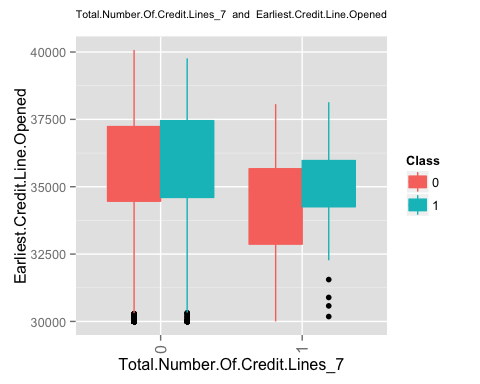 Total.Number.Of.Credit.Lines_7 and Earliest.Credit.Line.Opened
Earliest.Credit.Line.Opened
40000
37500
35000
32500
30000
0
1
Total.Number.Of.Credit.Lines_7
Class
0
1